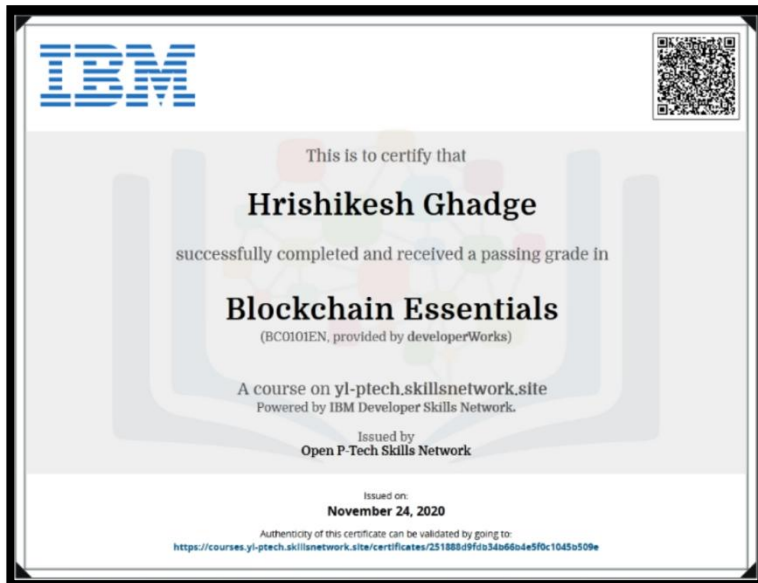 IBM
This is to certify that
Hrishikesh Ghadge
successfully completed and received a passing grade in
Blockchain Essentials
(BC0101EN, provided by developerWorks)
A course on yl-ptech.skillsnetwork.site
Powered by IBM Developer Skills Network.
Issued by
Open P-Tech Skills Network
Issued on:
November 24, 2020
Authenticity of this certificate can be validated by going to:
https://courses.yl-ptech.skillsnetwork.site/certificates/251888d9fdb34b66b4e5f0c1045b509e